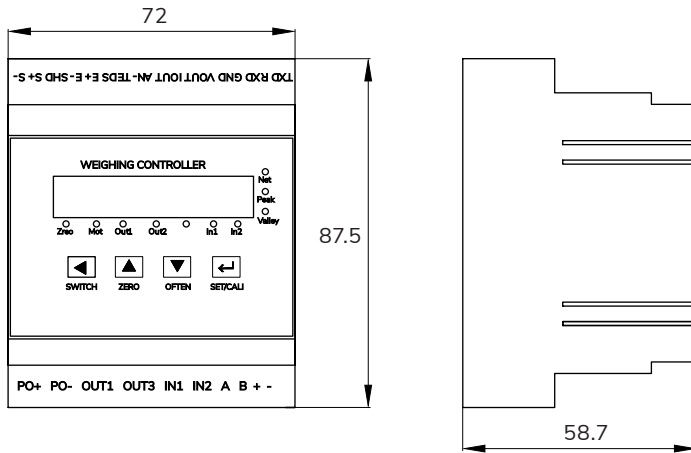 72
TXD RXD GND VOUT IOUT AN- TEDS E+ E- SHD S+ S-
WEIGHING CONTROLLER
Net
Peak
Valley
Zreo Mot Out1 Out2 In1 In2
SWITCH ZERO OFTEN SET/CALI
87.5
PO+ PO- OUT1 OUT3 IN1 IN2 A B + -
58.7